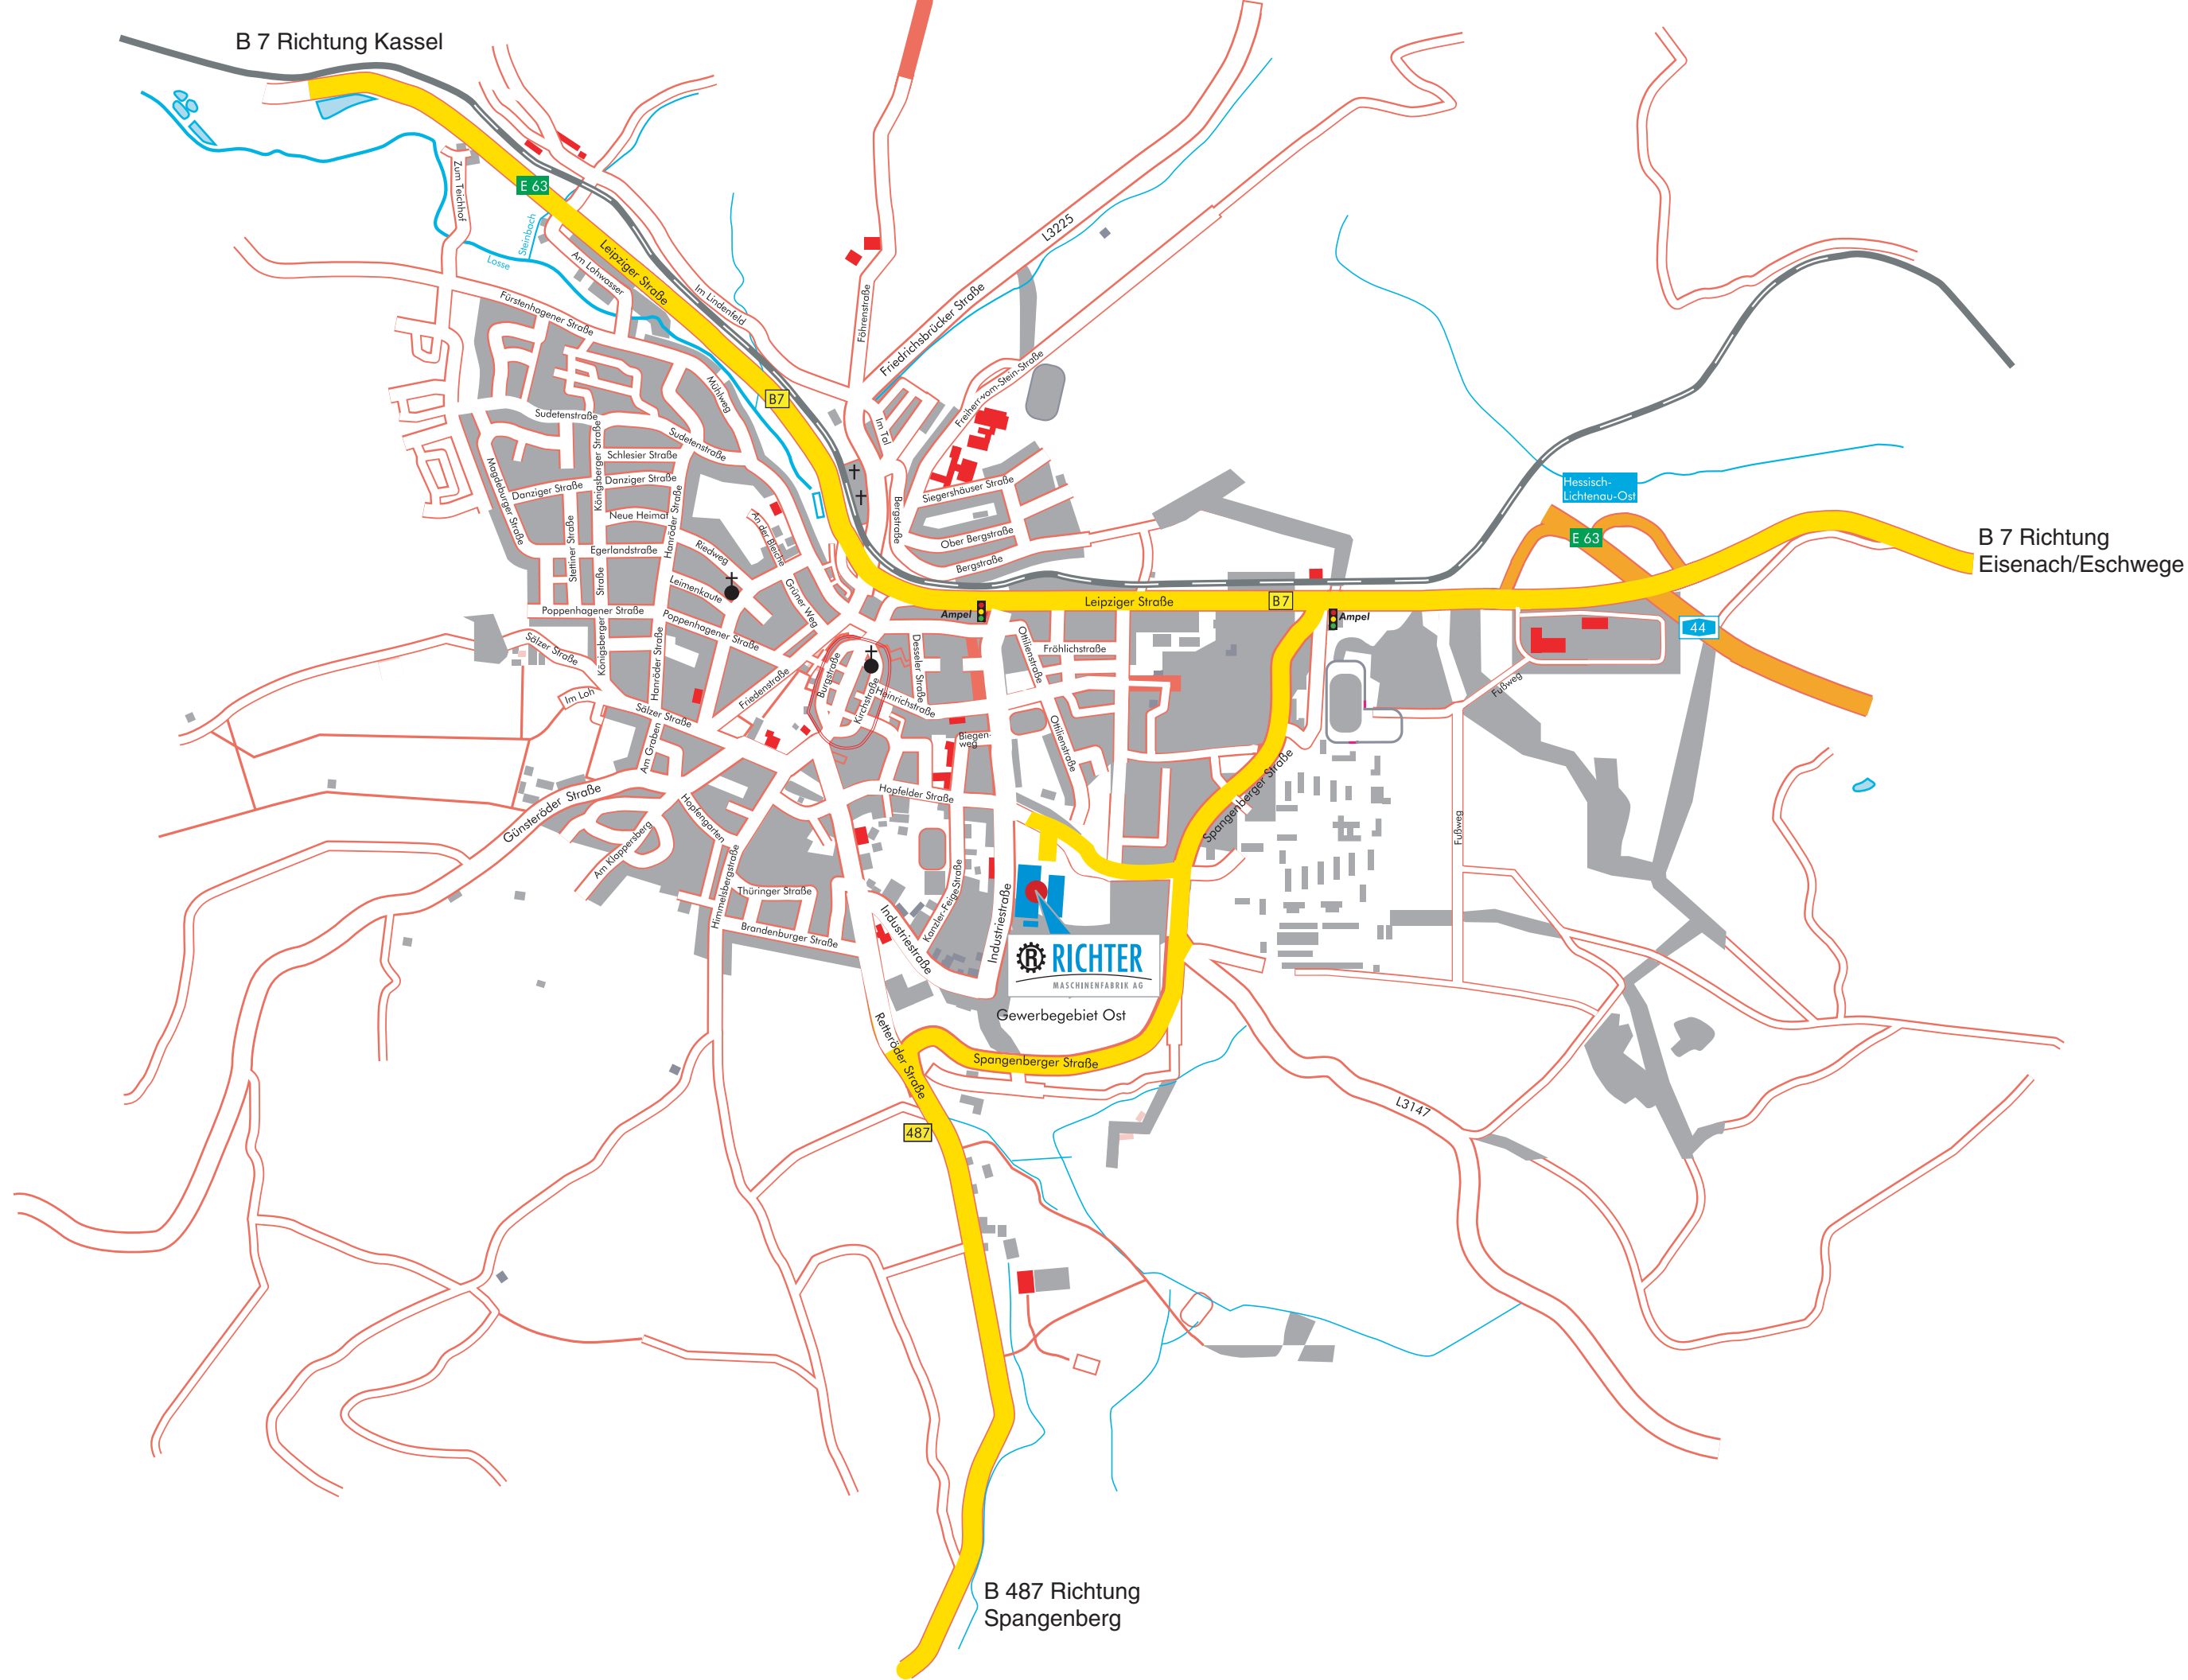 B 7 Richtung Kassel
Zum Teichhof
E 63
Steinbach
Losse
Leipziger Straße
Am Lohwasser
Im Lindenfeld
L3225
Föhrenstraße
Friedrichsbrücker Straße
Freiherr-vom-Stein-Straße
Fürstenhagener Straße
Mühlweg
B7
Im Tal
Sudetenstraße
Sudetenstraße
Königsberger Straße
Schlesier Straße
Magdeburger Straße
Danziger Straße
Danziger Straße
Neue Heimat
Hanröder Straße
Siegershäuser Straße
Bergstraße
Ober Bergstraße
Bergstraße
An der Bleiche
Riedweg
Egerlandstraße
Stettiner Straße
Leimenkaute
Grüner Weg
Poppenhagener Straße
Poppenhagener Straße
Königsberger
Straße
Hanröder Straße
Hessisch-
Lichtenau-Ost
E 63
B 7 Richtung
Eisenach/Eschwege
44
Leipziger Straße
B 7
Ampel
Ampel
Sälzer Straße
Im Loh
Sälzer Straße
Friedenstraße
Burgstraße
Kirchstraße
Heinrichstraße
Desseler Straße
Ottilienstraße
Fröhlichstraße
Ottilienstraße
Biegen-
weg
Fußweg
Fußweg
Am Graben
Günsteröder Straße
Hopfengarten
Am Klappersberg
Hopfelder Straße
Spangenberger Straße
Himmelsbergstraße
Thüringer Straße
Brandenburger Straße
Industriestraße
Kanzler-Feige-Straße
Industriestraße
R RICHTER
MASCHINENFABRIK AG
Gewerbegebiet Ost
Retteröder Straße
Spangenberger Straße
L3147
487
B 487 Richtung
Spangenberg